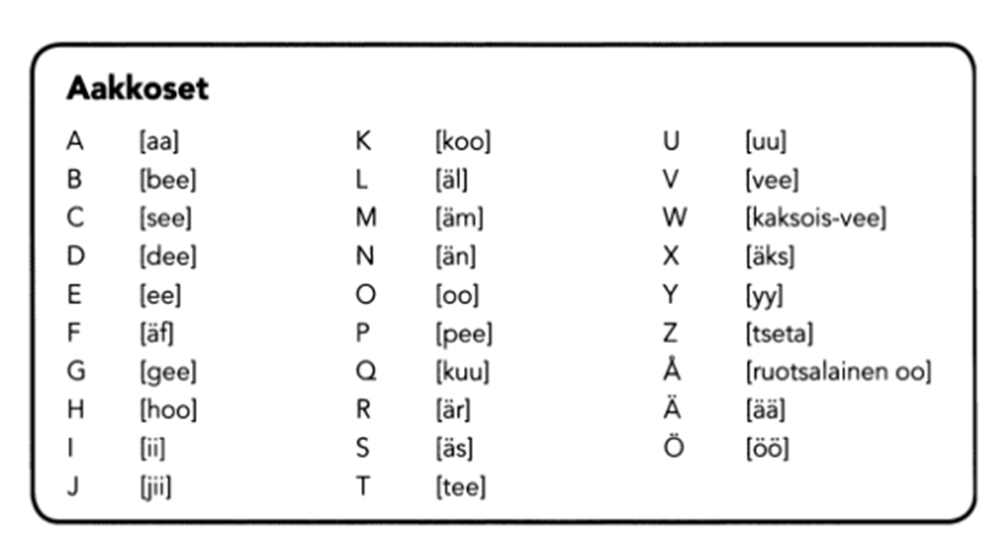 Aakkoset
A [aa] K [koo] U [uu]
B [bee] L [äl] V [vee]
C [see] M [äm] W [kaksois-vee]
D [dee] N [än] X [äks]
E [ee] O [oo] Y [yy]
F [äf] P [pee] Z [tseta]
G [gee] Q [kuu] Å [ruotsalainen oo]
H [hoo] R [är] Ä [ää]
I [ii] S [äs] Ö [öö]
J [jii] T [tee]